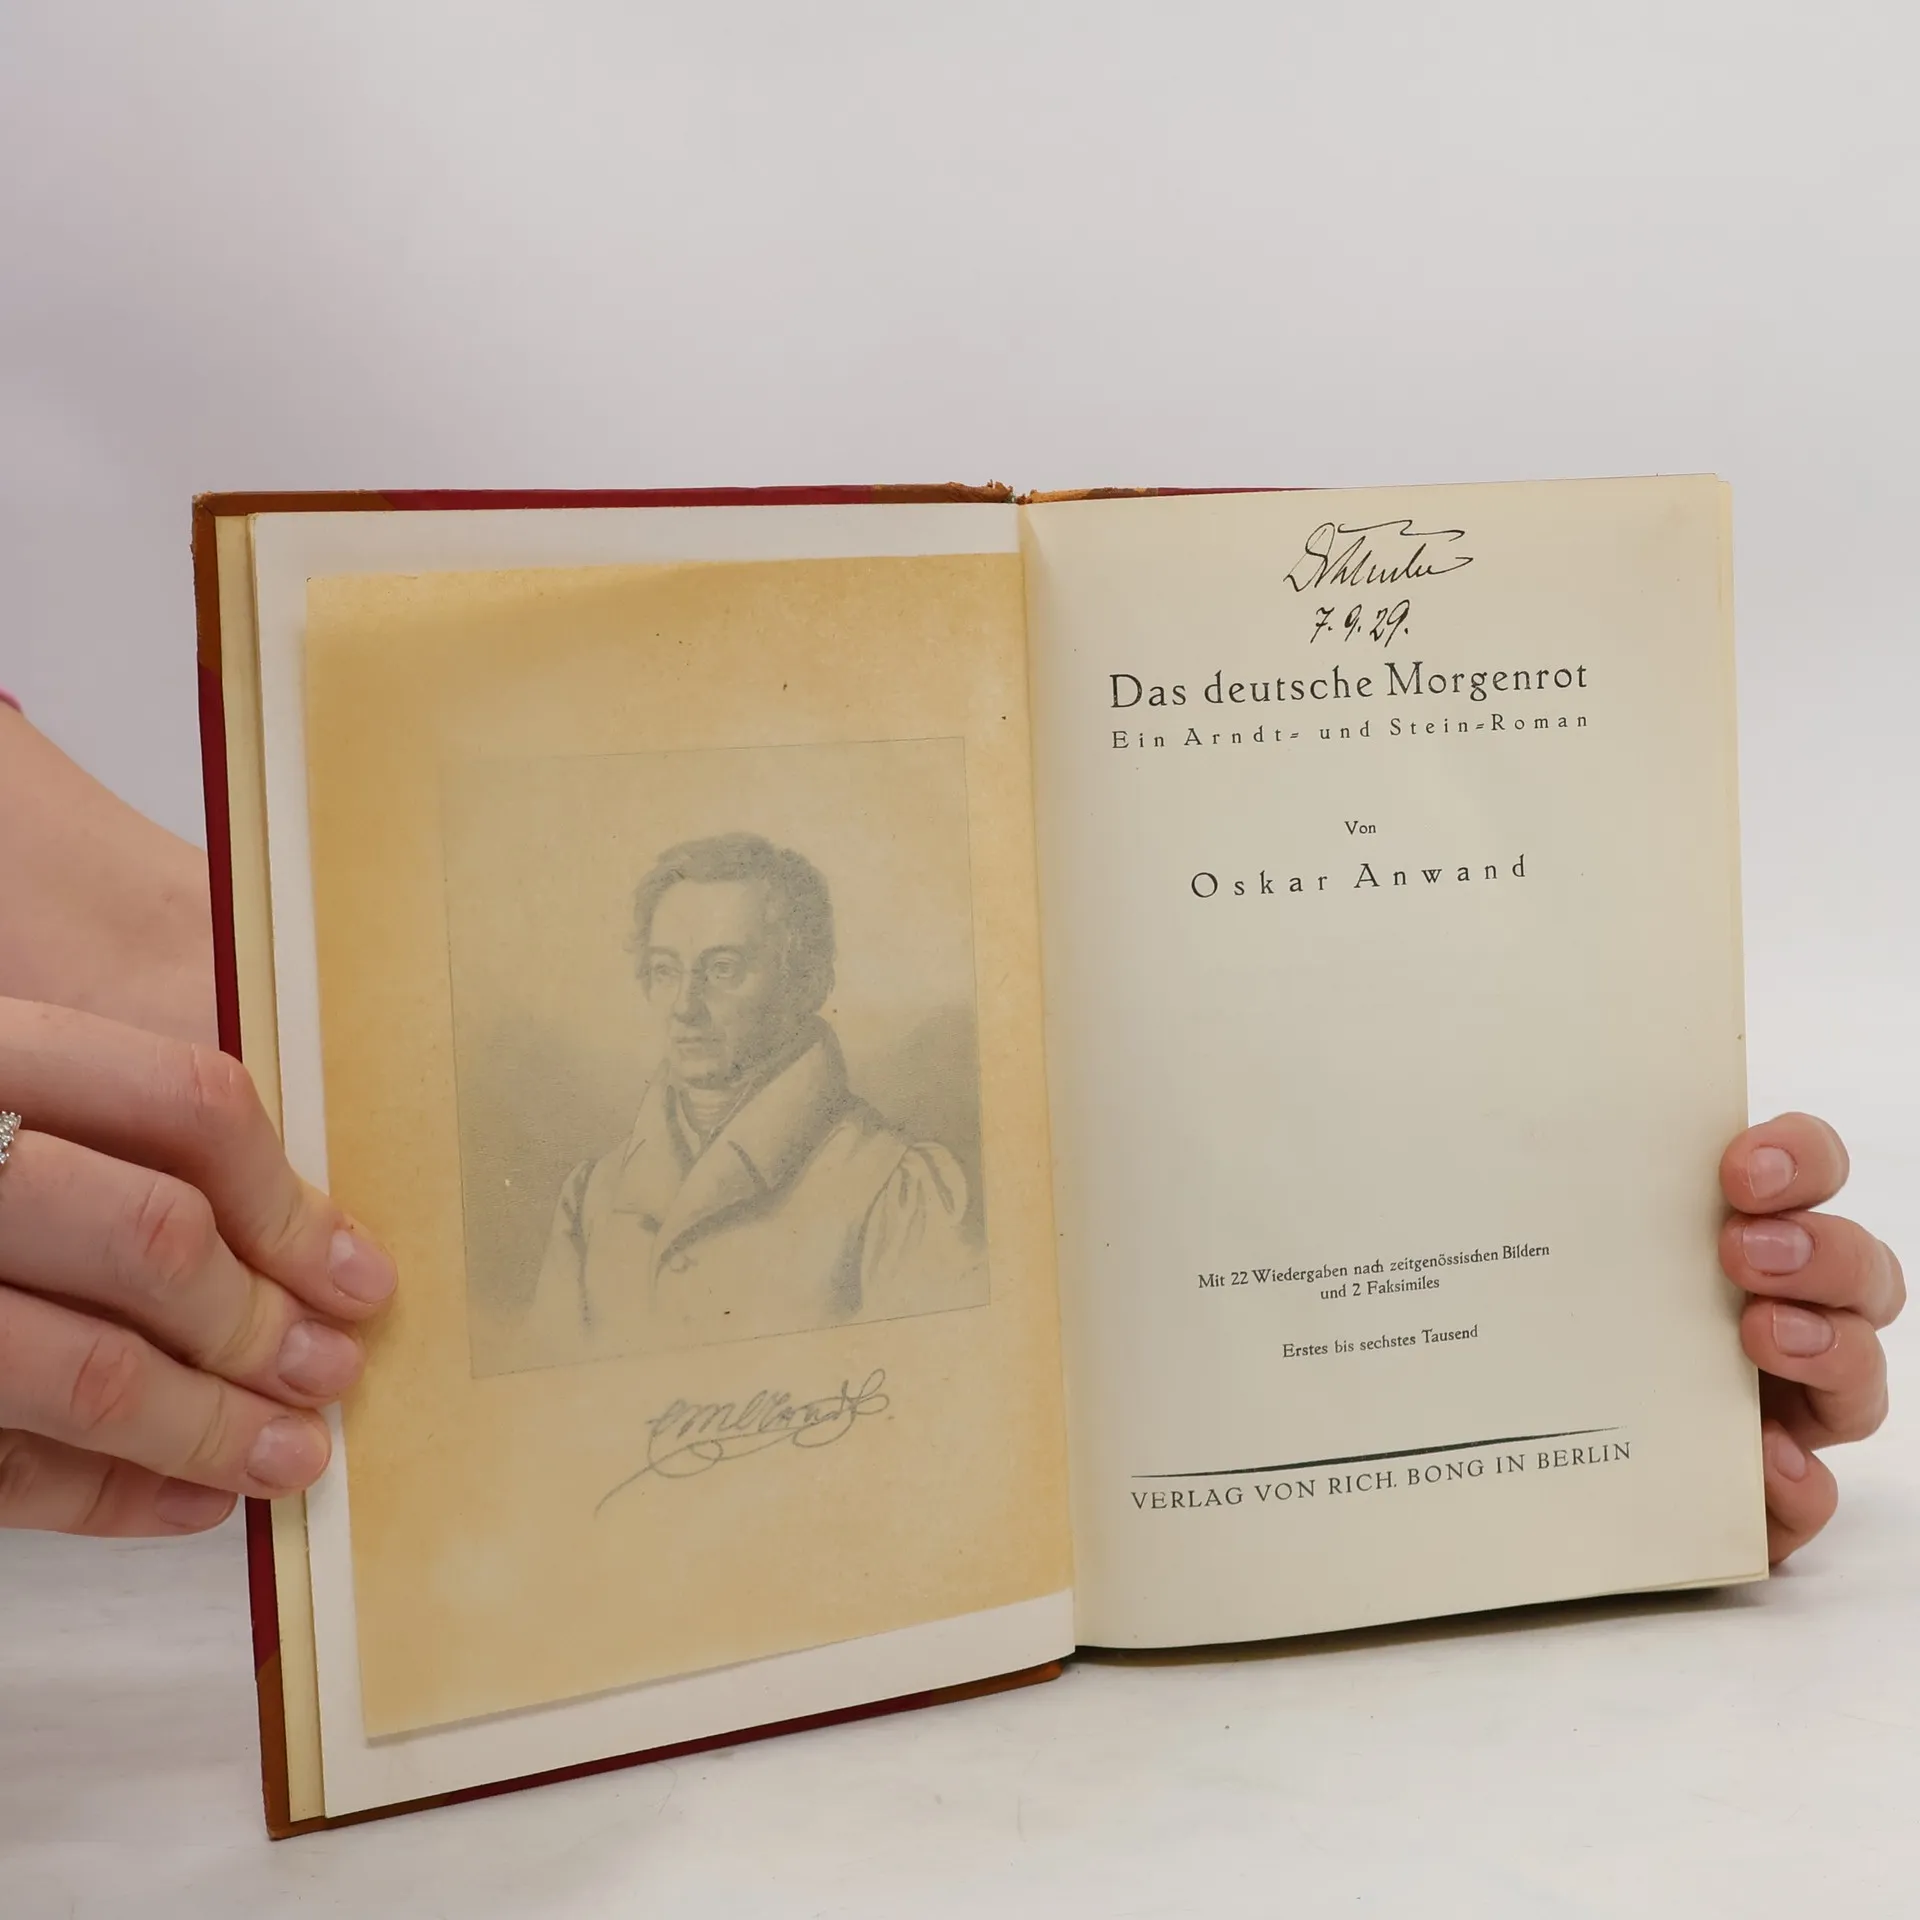 7. 9. 29.
Das deutsche Morgenrot
Ein Arndt= und Stein=Roman
Von
Oskar Anwand
Mit 22 Wiedergaben nach zeitgenössischen Bildern
und 2 Faksimiles
Erstes bis sechstes Tausend
VERLAG VON RICH. BONG IN BERLIN